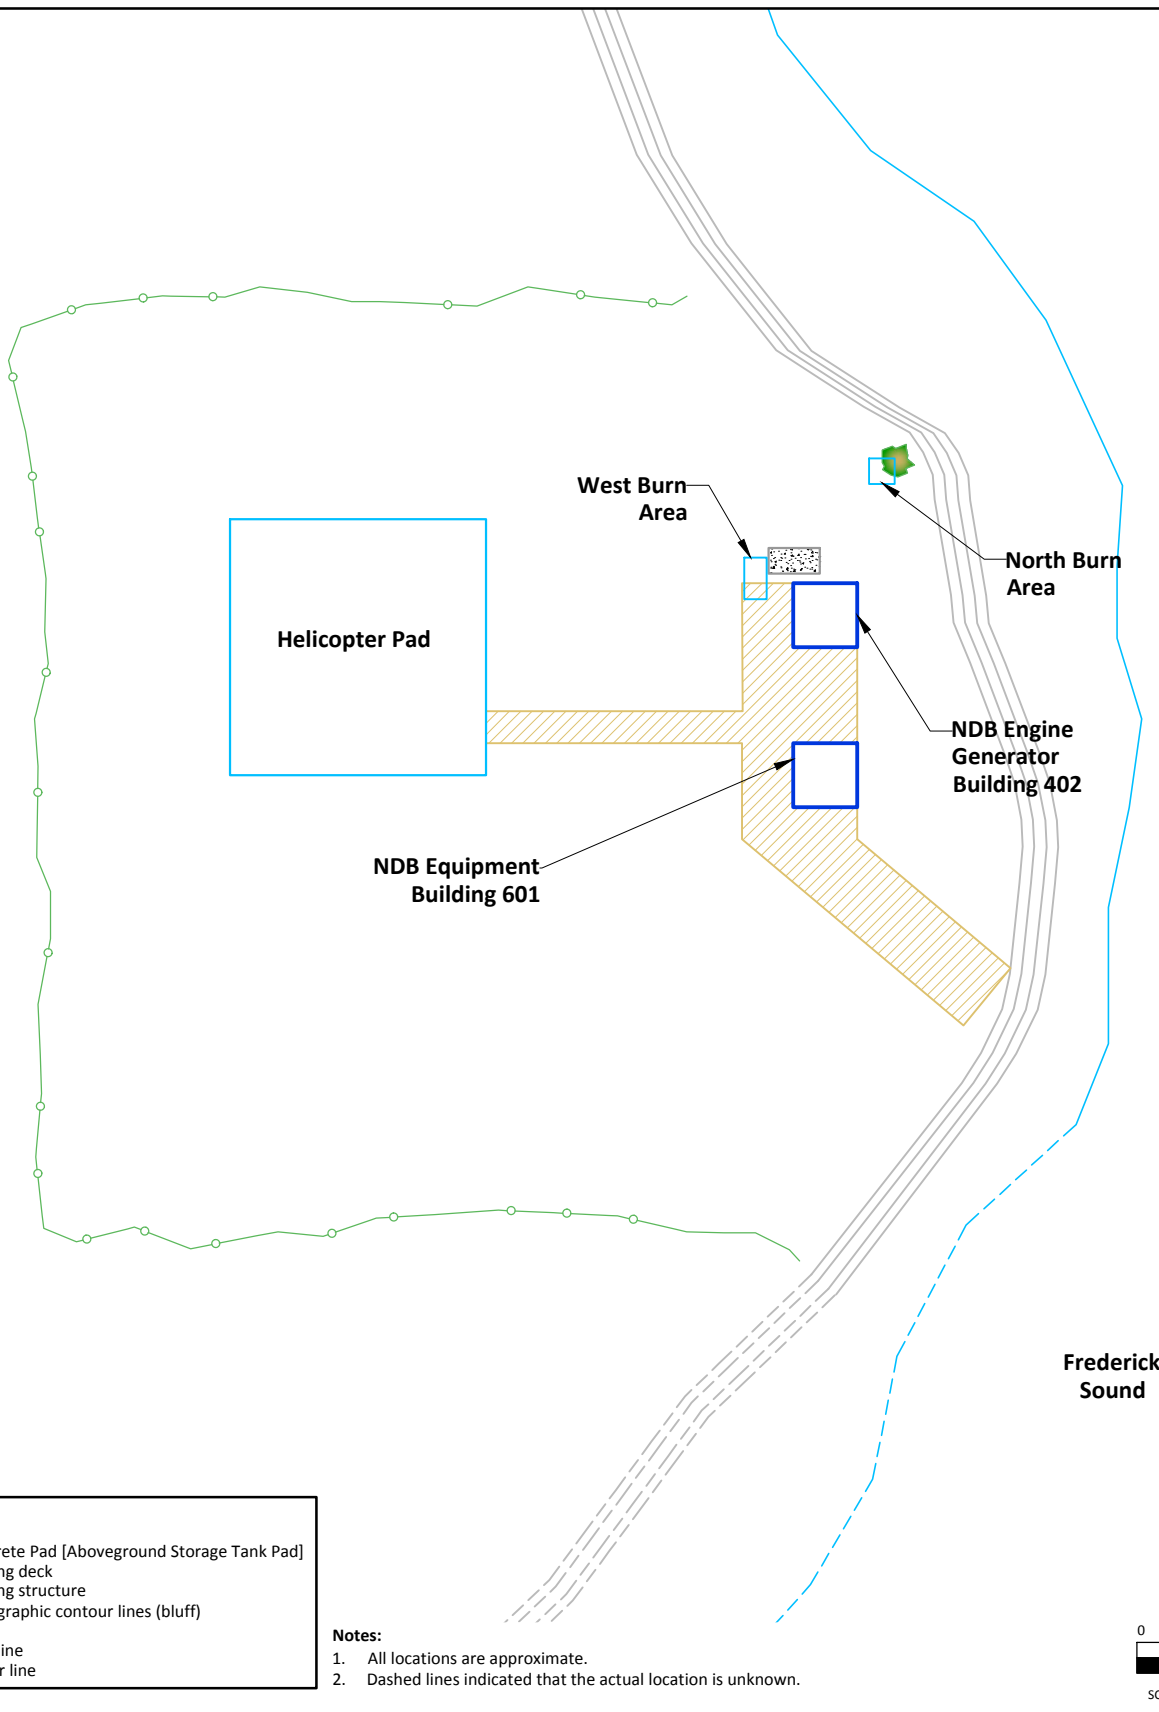 West Burn
Area
North Burn
Area
Helicopter Pad
NDB Engine
Generator
Building 402
NDB Equipment
Building 601
Frederick
Sound
rete Pad [Aboveground Storage Tank Pad]
ng deck
ng structure
graphic contour lines (bluff)
ine
r line
Notes:
1. All locations are approximate.
2. Dashed lines indicated that the actual location is unknown.
0